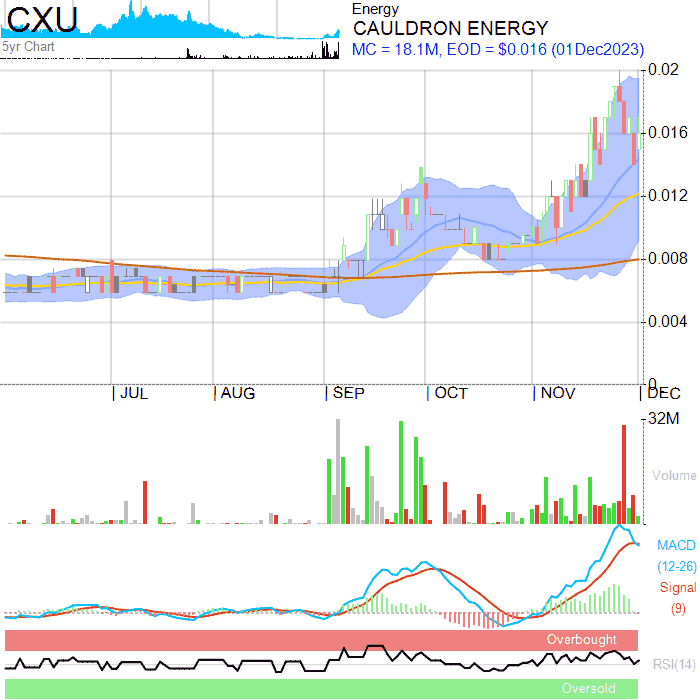 CXU
5yr Chart
Energy
CAULDRON ENERGY
MC = 18.1M, EOD = $0.016 (01Dec2023)
0.02
0.016
0.012
0.008
0.004
0
JUL AUG SEP OCT NOV DEC
32M
Volume
MACD
(12-26)
Signal
(9)
Overbought
RSI(14)
Oversold